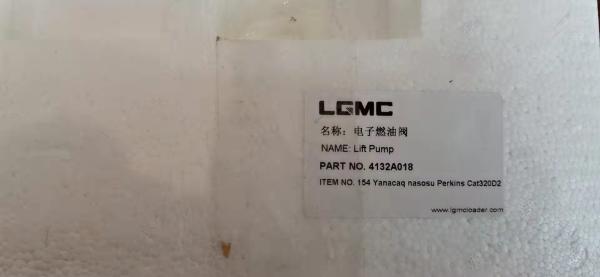 LGMC
名称：电子燃油阀
NAME: Lift Pump
PART NO. 4132A018
ITEM NO. 154 Yanacaq nasosu Perkins Cat320D2
www.lgmcloader.com